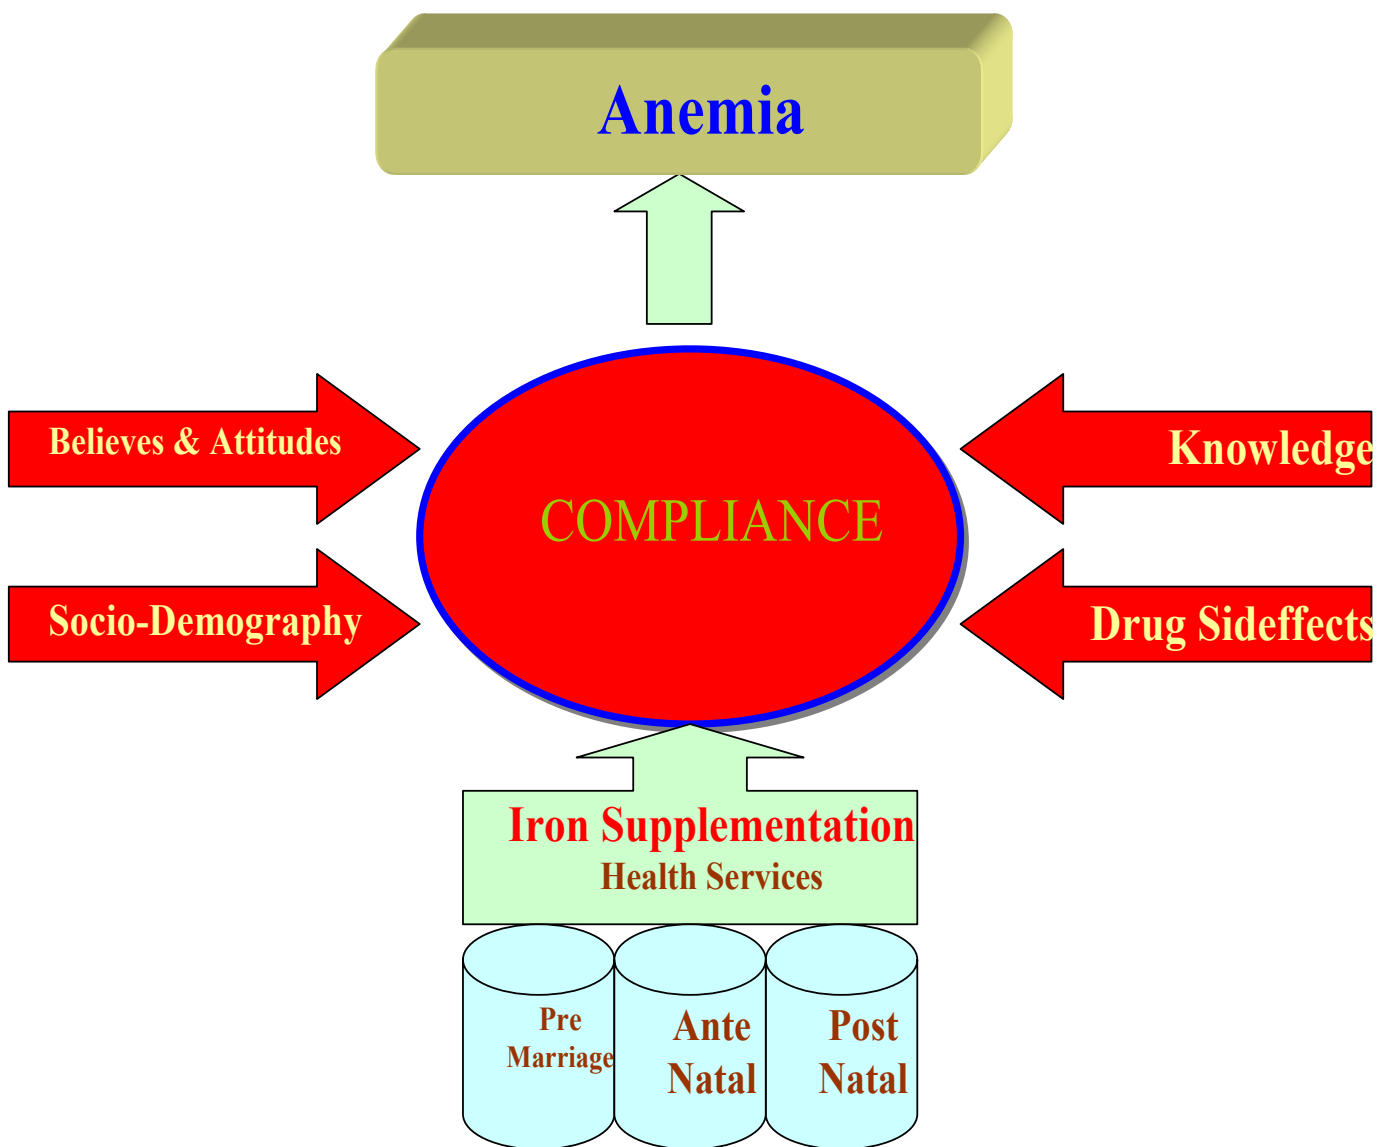 Anemia
Believes & Attitudes
Knowledge
COMPLIANCE
Socio-Demography
Drug Sideffects
Iron Supplementation
Health Services
Pre
Marriage
Ante
Natal
Post
Natal